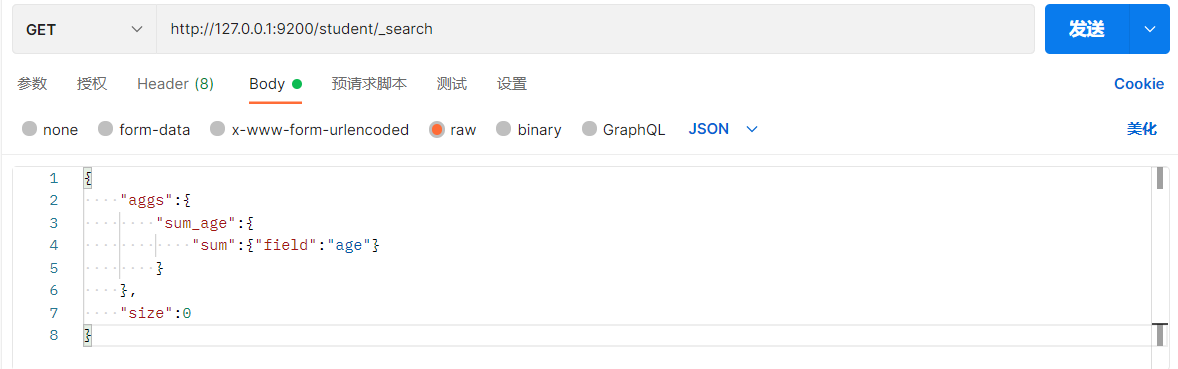 GET http://127.0.0.1:9200/student/_search 发送
参数 授权 Header (8) Body 预请求脚本 测试 设置 Cookie
none form-data x-www-form-urlencoded raw binary GraphQL JSON 美化
1 {
2 "aggs":{
3 "sum_age":{
4 "sum":{"field":"age"}
5 }
6 },
7 "size":0
8 }